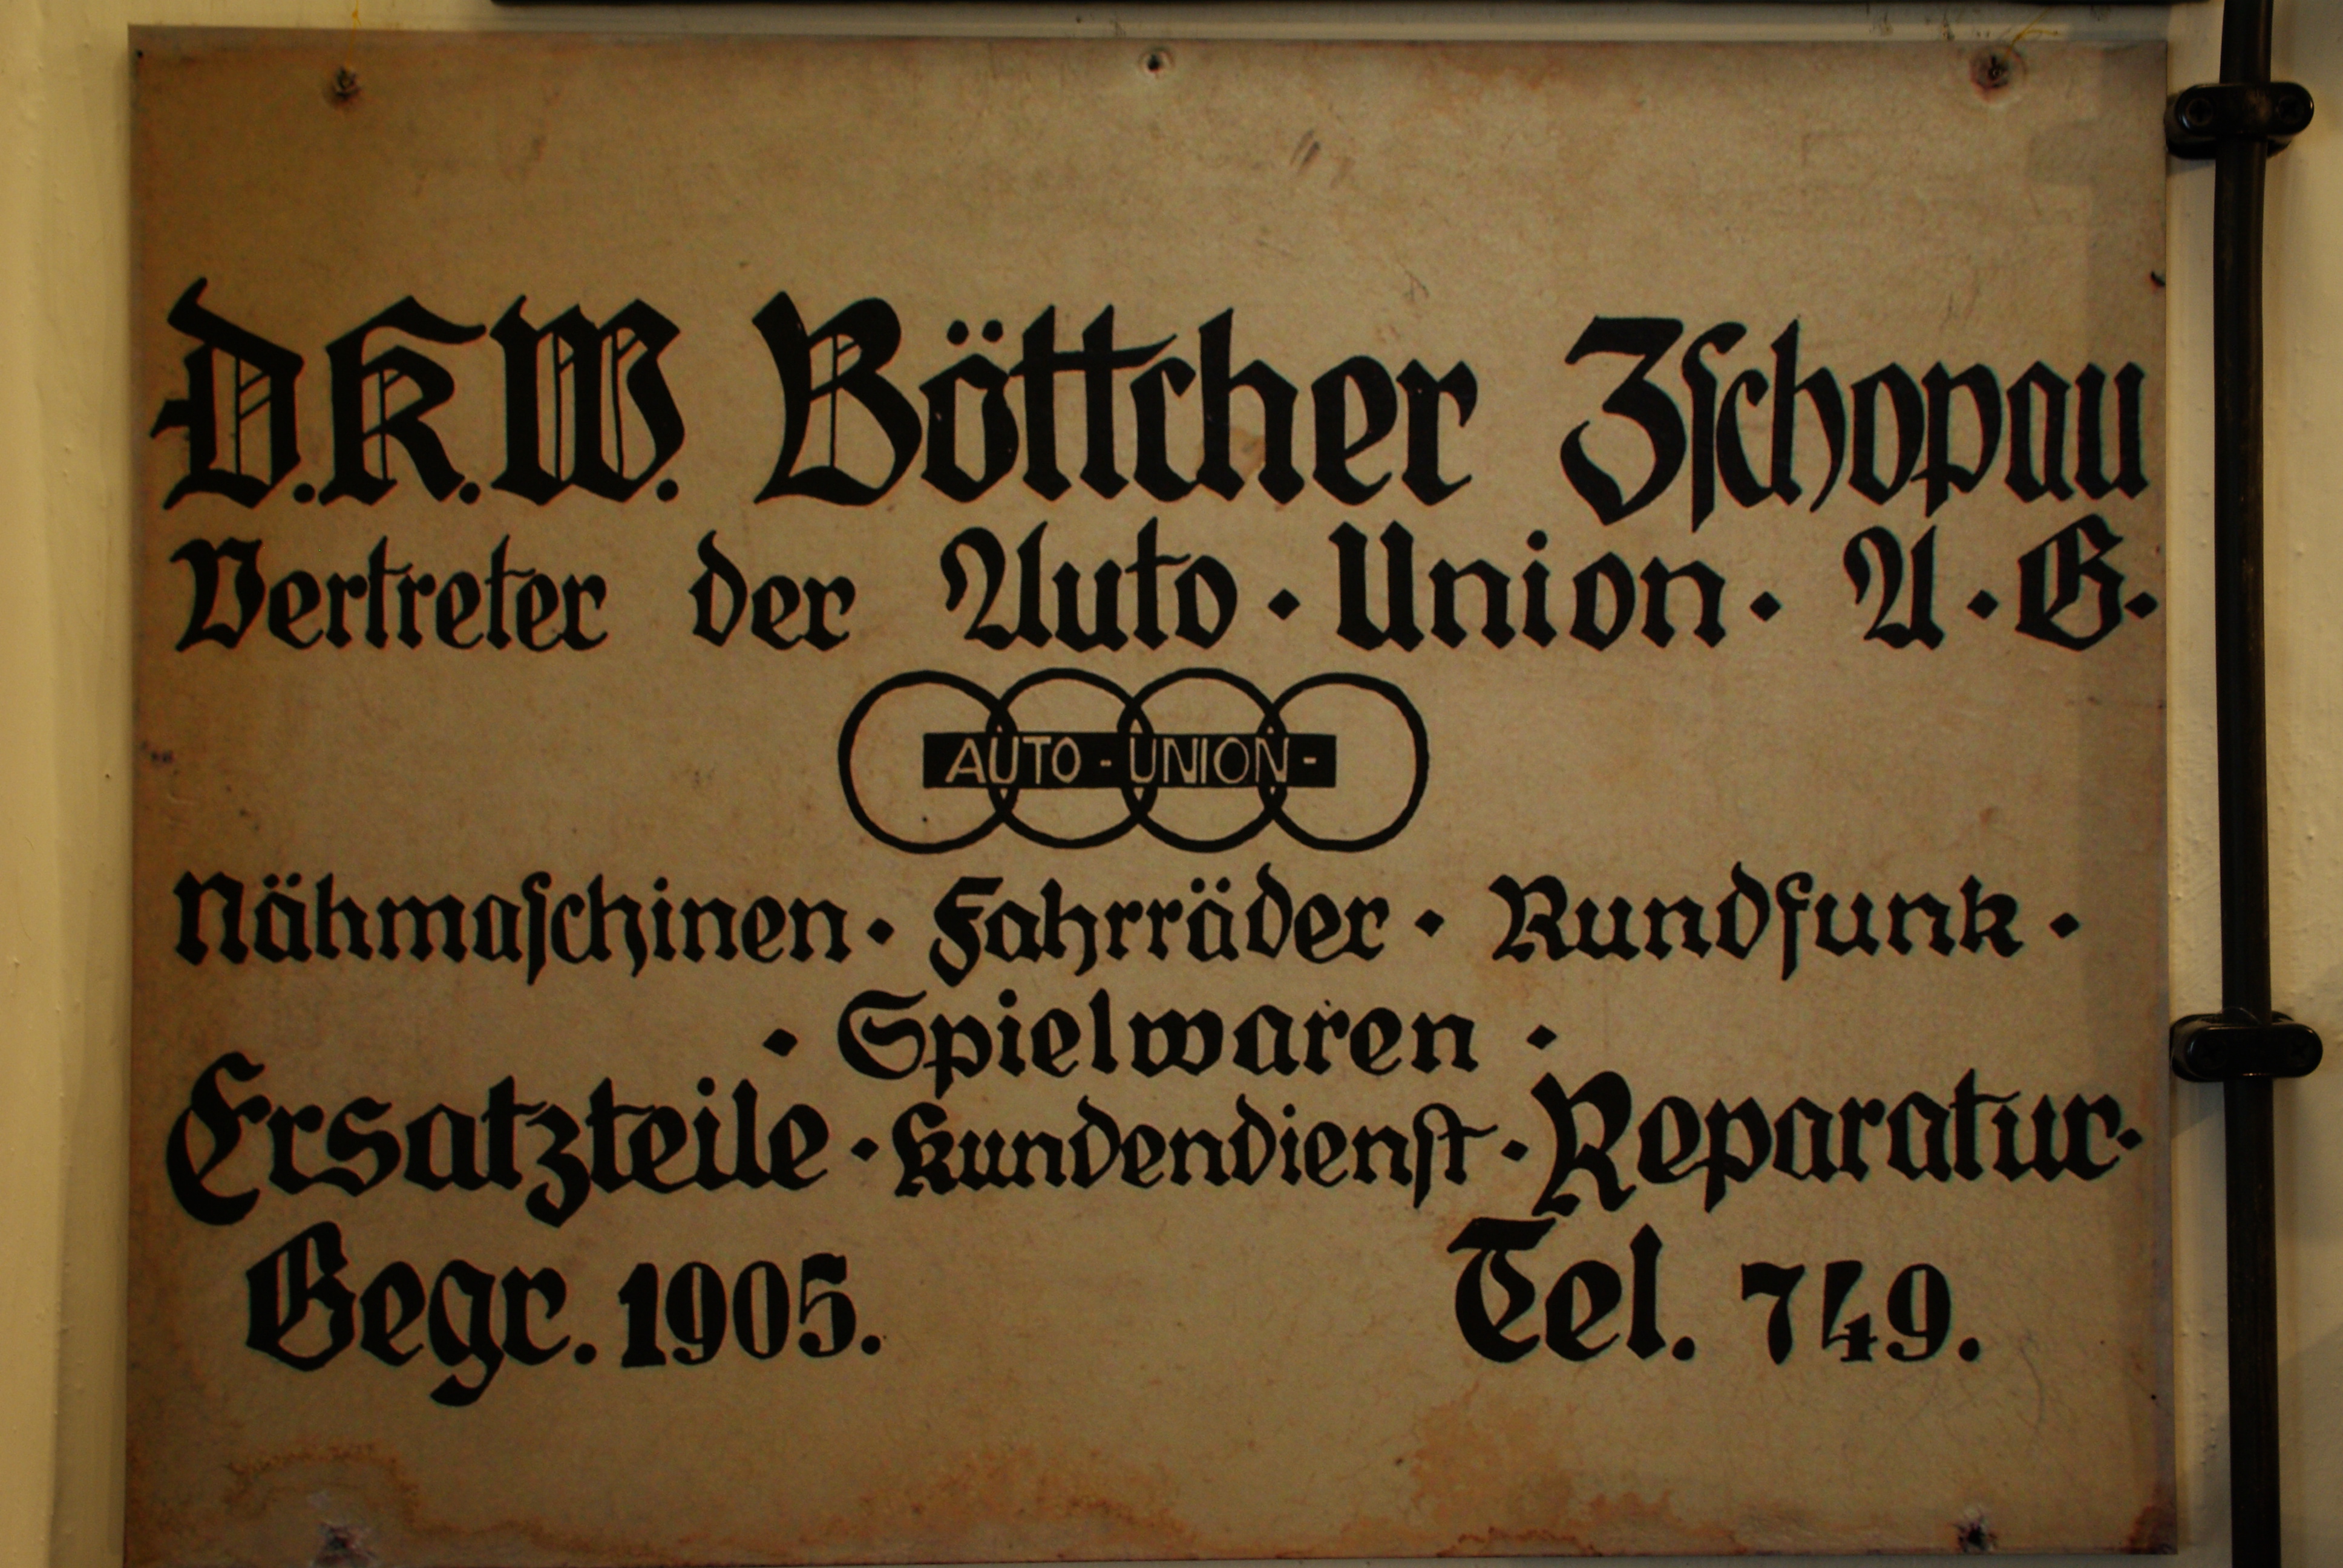 D.K.W. Böttcher Zſchopau
Vertreter der Auto · Union · A · G ·
AUTO - UNION -
Nähmaſchinen · Fahrräder · Rundfunk ·
· Spielwaren ·
Ersatzteile · Kundendienſt · Reparatur ·
Gegr. 1905. Tel. 749.